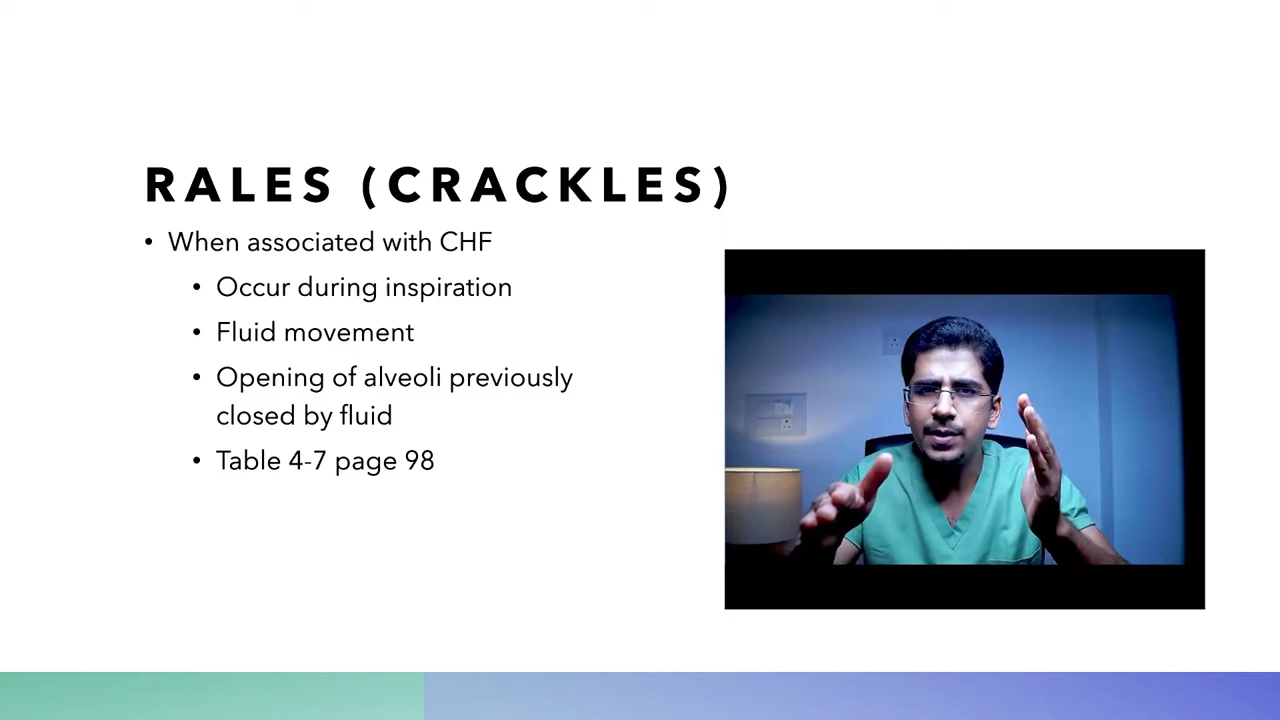 RALES (CRACKLES)
• When associated with CHF
• Occur during inspiration
• Fluid movement
• Opening of alveoli previously
closed by fluid
• Table 4-7 page 98